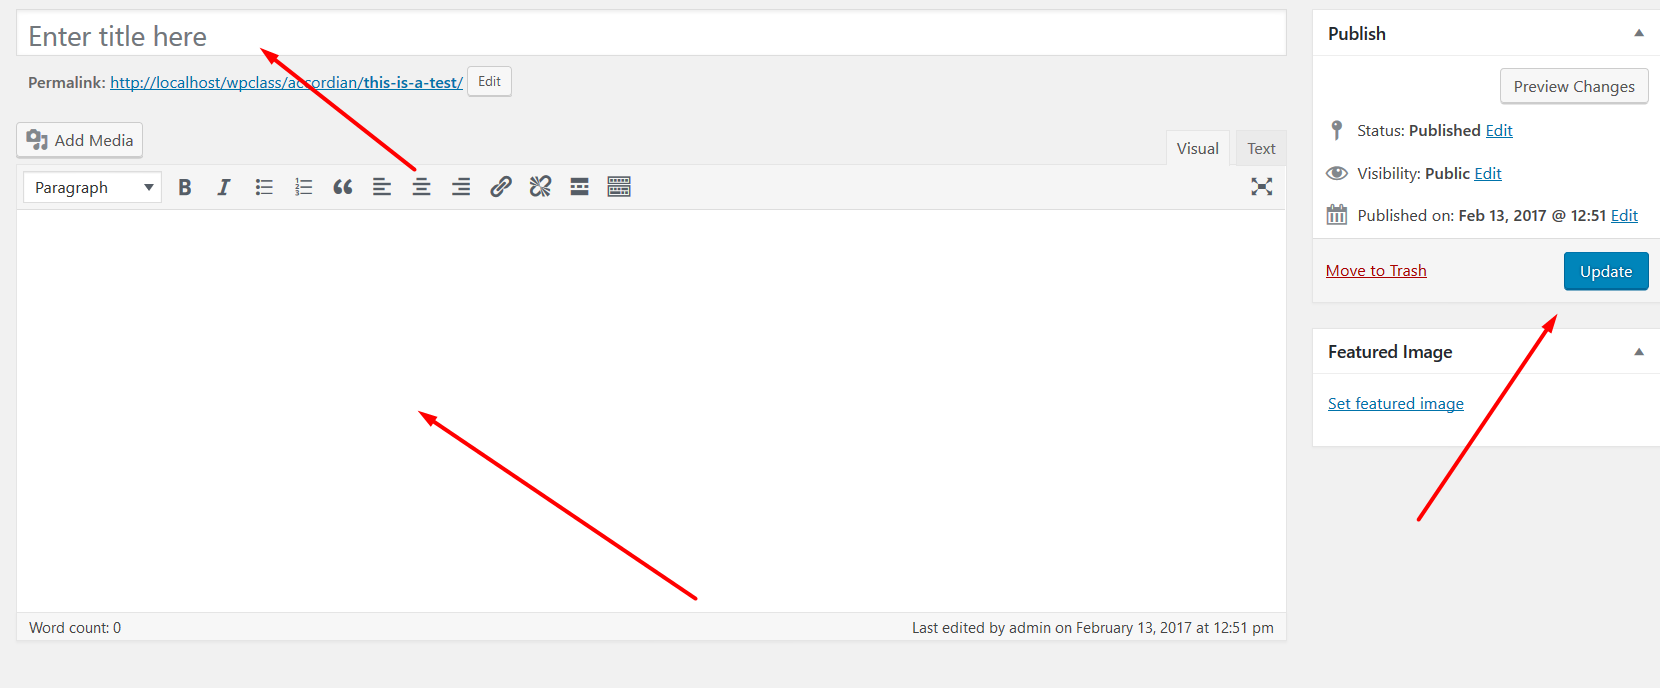 Enter title here
Permalink: http://localhost/wpclass/accordian/this-is-a-test/ Edit
Add Media
Visual Text
Paragraph
Word count: 0
Last edited by admin on February 13, 2017 at 12:51 pm
Publish
Preview Changes
Status: Published Edit
Visibility: Public Edit
Published on: Feb 13, 2017 @ 12:51 Edit
Move to Trash
Update
Featured Image
Set featured image